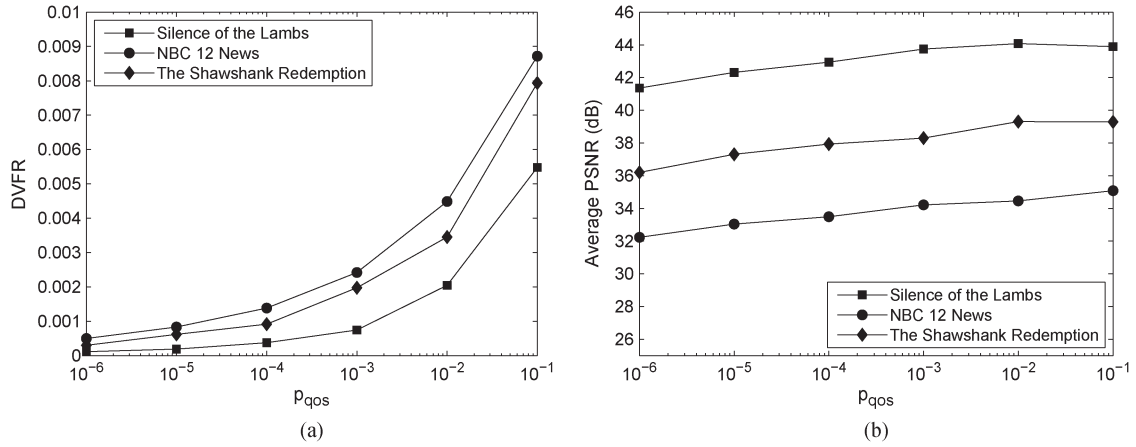 0.01
0.009
0.008
0.007
0.006
0.005
0.004
0.003
0.002
0.001
0
DVFR
Silence of the Lambs
NBC 12 News
The Shawshank Redemption
10⁻⁶ 10⁻⁵ 10⁻⁴ 10⁻³ 10⁻² 10⁻¹
p_qos
(a)
46
44
42
40
38
36
34
32
30
28
26
Average PSNR (dB)
Silence of the Lambs
NBC 12 News
The Shawshank Redemption
10⁻⁶ 10⁻⁵ 10⁻⁴ 10⁻³ 10⁻² 10⁻¹
p_qos
(b)